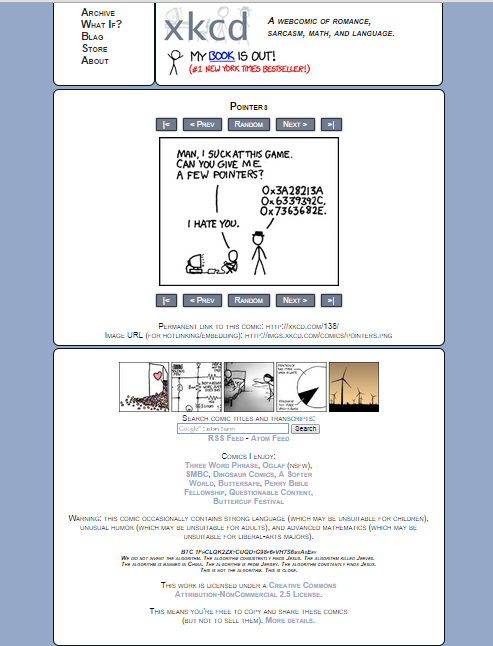 Archive
What If?
Blag
Store
About
xkcd
A webcomic of romance,
sarcasm, math, and language.
MY BOOK IS OUT!
(#1 NEW YORK TIMES BESTSELLER!)
Pointers
|<
< Prev
Random
Next >
>|
MAN, I SUCK AT THIS GAME.
CAN YOU GIVE ME
A FEW POINTERS?
0x3A28213A
0x6339392C,
0x7363682E.
I HATE YOU.
|<
< Prev
Random
Next >
>|
Permanent link to this comic: http://xkcd.com/138/
Image URL (for hotlinking/embedding): http://imgs.xkcd.com/comics/pointers.png
Search comic titles and transcripts:
Search
RSS Feed - Atom Feed
Comics I enjoy:
Three Word Phrase, Oglaf (nsfw),
SMBC, Dinosaur Comics, A Softer
World, Buttersafe, Perry Bible
Fellowship, Questionable Content,
Buttercup Festival
Warning: this comic occasionally contains strong language (which may be unsuitable for children),
unusual humor (which may be unsuitable for adults), and advanced mathematics (which may be
unsuitable for liberal-arts majors).
BTC
We did not invent the algorithm. The algorithm consistently finds Jesus. The algorithm killed Jeeves.
The algorithm is banned in China. The algorithm is from Jersey. The algorithm constantly finds Jesus.
This is not the algorithm. This is close.
This work is licensed under a Creative Commons
Attribution-NonCommercial 2.5 License.
This means you're free to copy and share these comics
(but not to sell them). More details.